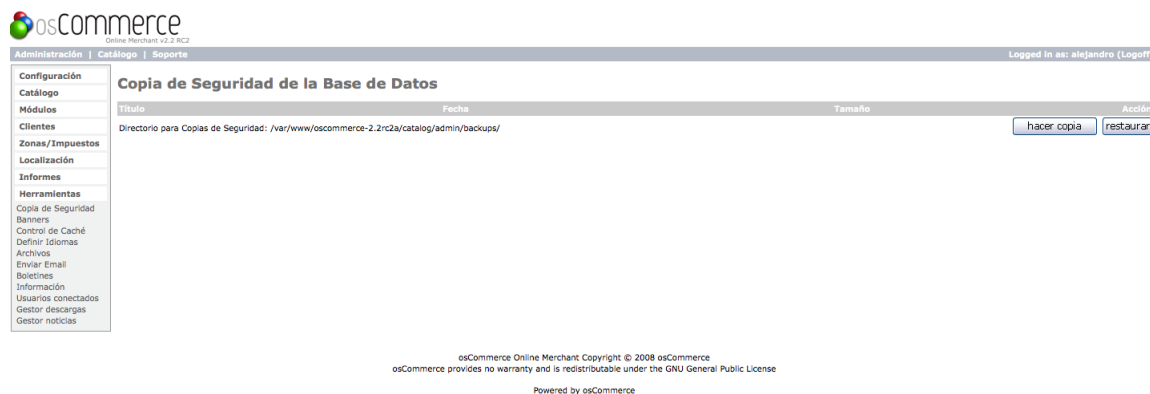 osCommerce
Online Merchant v2.2 RC2
Administración | Catálogo | Soporte Logged in as: alejandro (Logoff
Configuración
Catálogo
Módulos
Clientes
Zonas/Impuestos
Localización
Informes
Herramientas
Copia de Seguridad
Banners
Control de Caché
Definir Idiomas
Archivos
Enviar Email
Boletines
Información
Usuarios conectados
Gestor descargas
Gestor noticias
Copia de Seguridad de la Base de Datos
Título Fecha Tamaño Acción
Directorio para Copias de Seguridad: /var/www/oscommerce-2.2rc2a/catalog/admin/backups/ hacer copia restaurar
osCommerce Online Merchant Copyright © 2008 osCommerce
osCommerce provides no warranty and is redistributable under the GNU General Public License
Powered by osCommerce